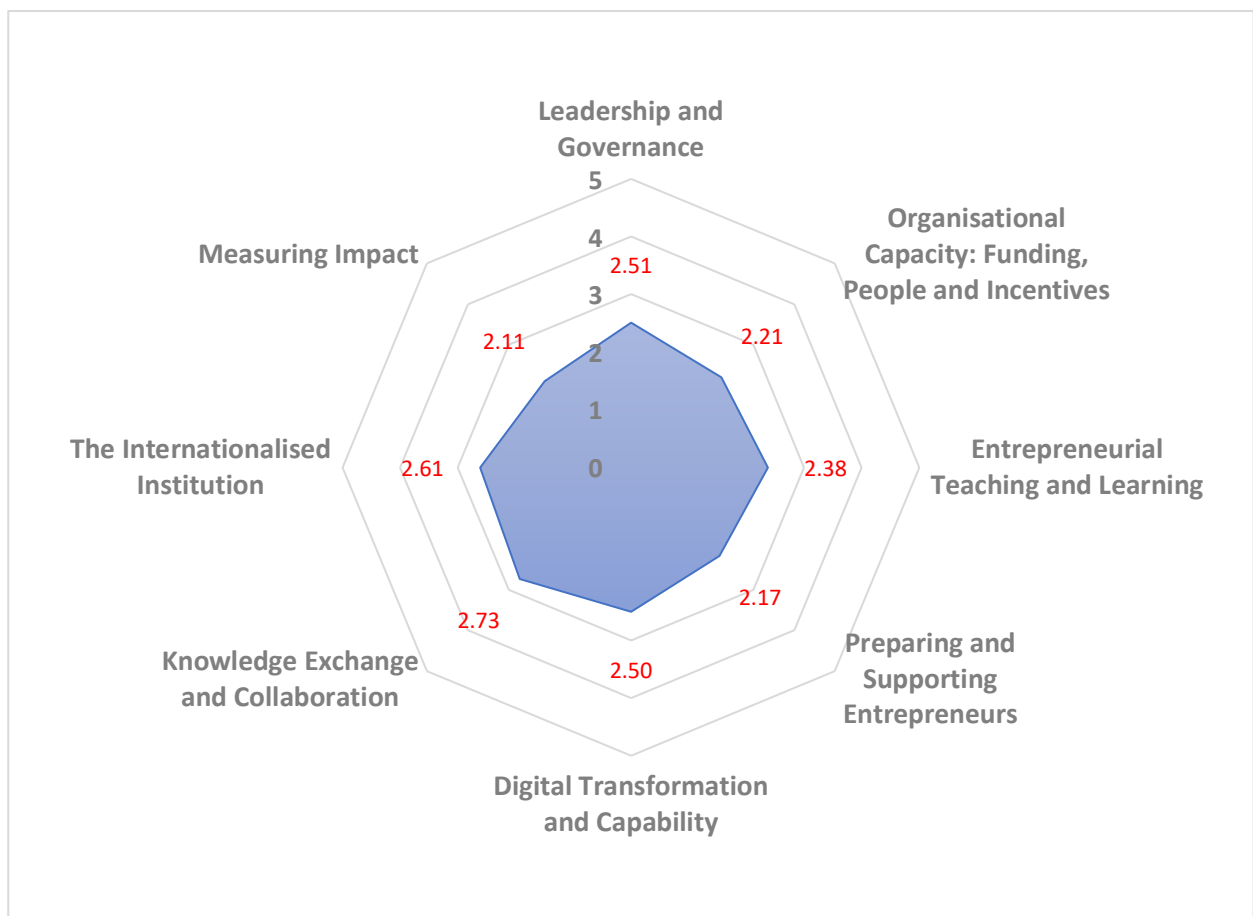 Leadership and
Governance
5
4
3
2
1
0
2.51
Organisational
Capacity: Funding,
People and Incentives
2.21
Entrepreneurial
Teaching and Learning
2.38
Preparing and
Supporting
Entrepreneurs
2.17
Digital Transformation
and Capability
2.50
Knowledge Exchange
and Collaboration
2.73
The Internationalised
Institution
2.61
Measuring Impact
2.11